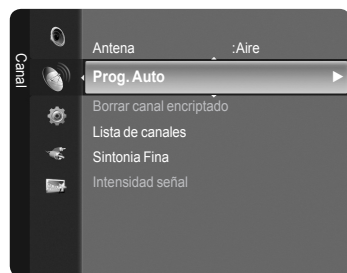 Canal
Antena :Aire
Prog. Auto
Borrar canal encriptado
Lista de canales
Sintonia Fina
Intensidad señal